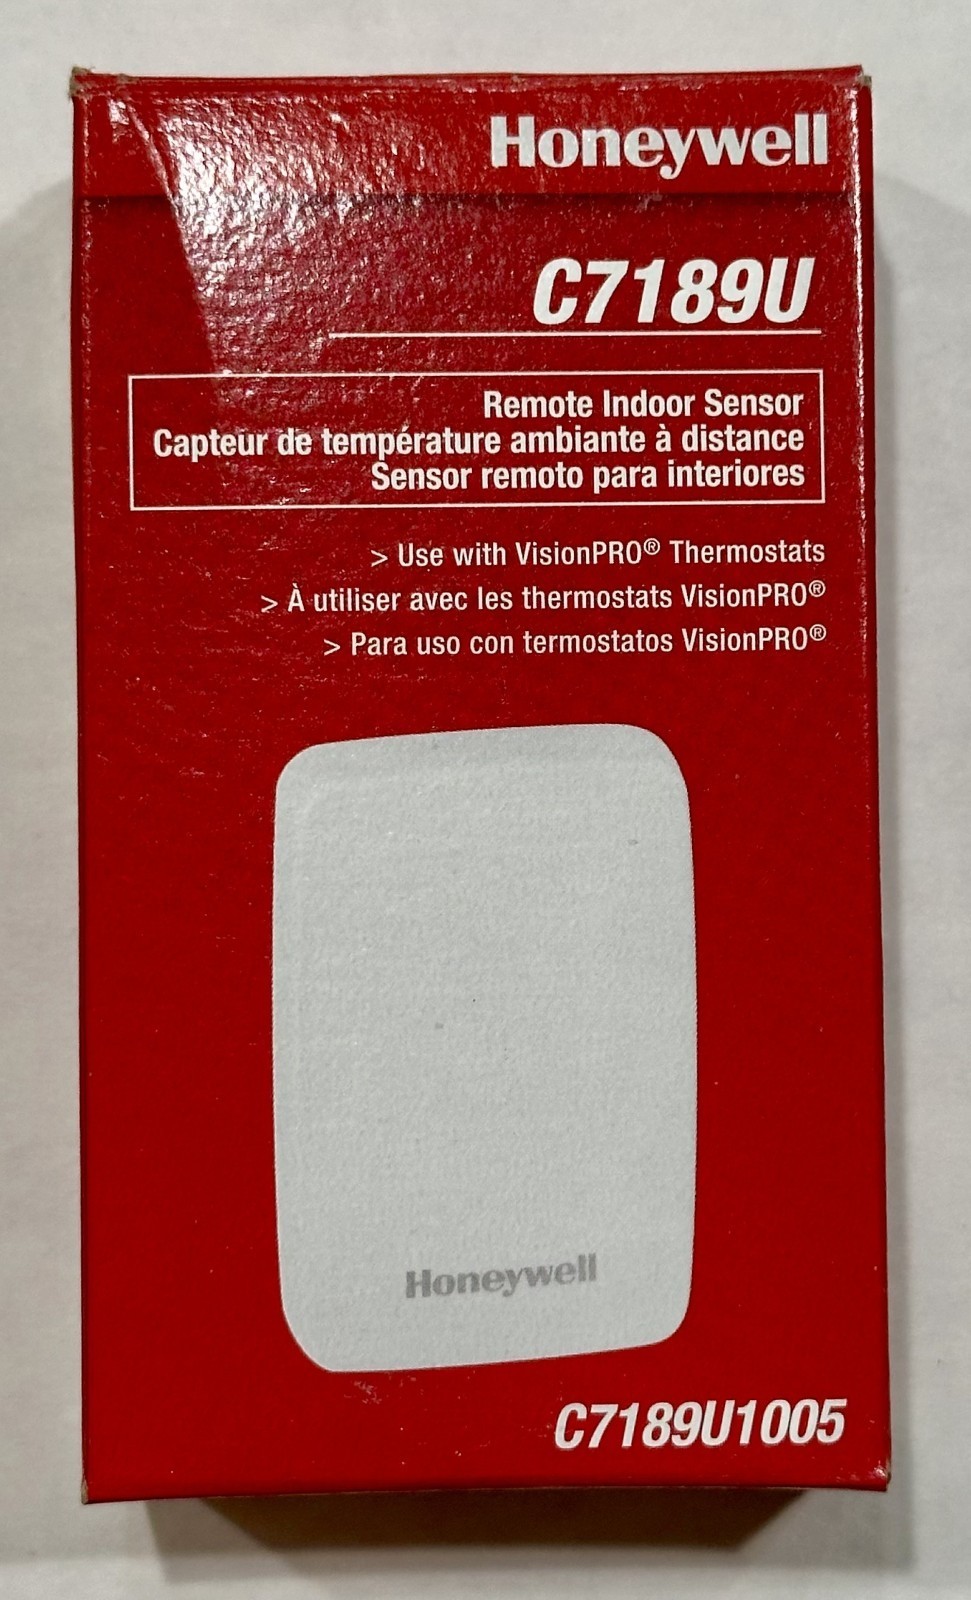 Honeywell
C7189U
Remote Indoor Sensor
Capteur de température ambiante à distance
Sensor remoto para interiores
> Use with VisionPRO® Thermostats
> À utiliser avec les thermostats VisionPRO®
> Para uso con termostatos VisionPRO®
Honeywell
C7189U1005